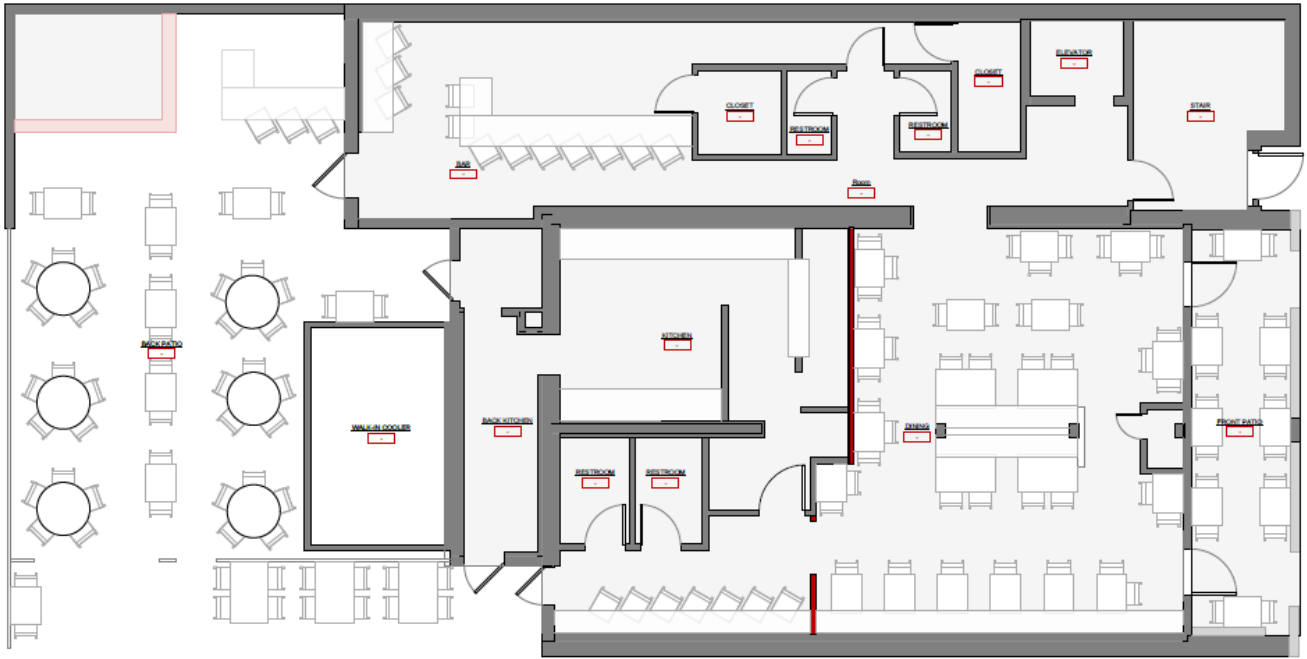 ELEVATOR
CLOSET
CLOSET
STAIR
RESTROOM
RESTROOM
BAR
Room
KITCHEN
BACK PATIO
WALK-IN COOLER
BACK KITCHEN
DINING
FRONT PATIO
RESTROOM
RESTROOM